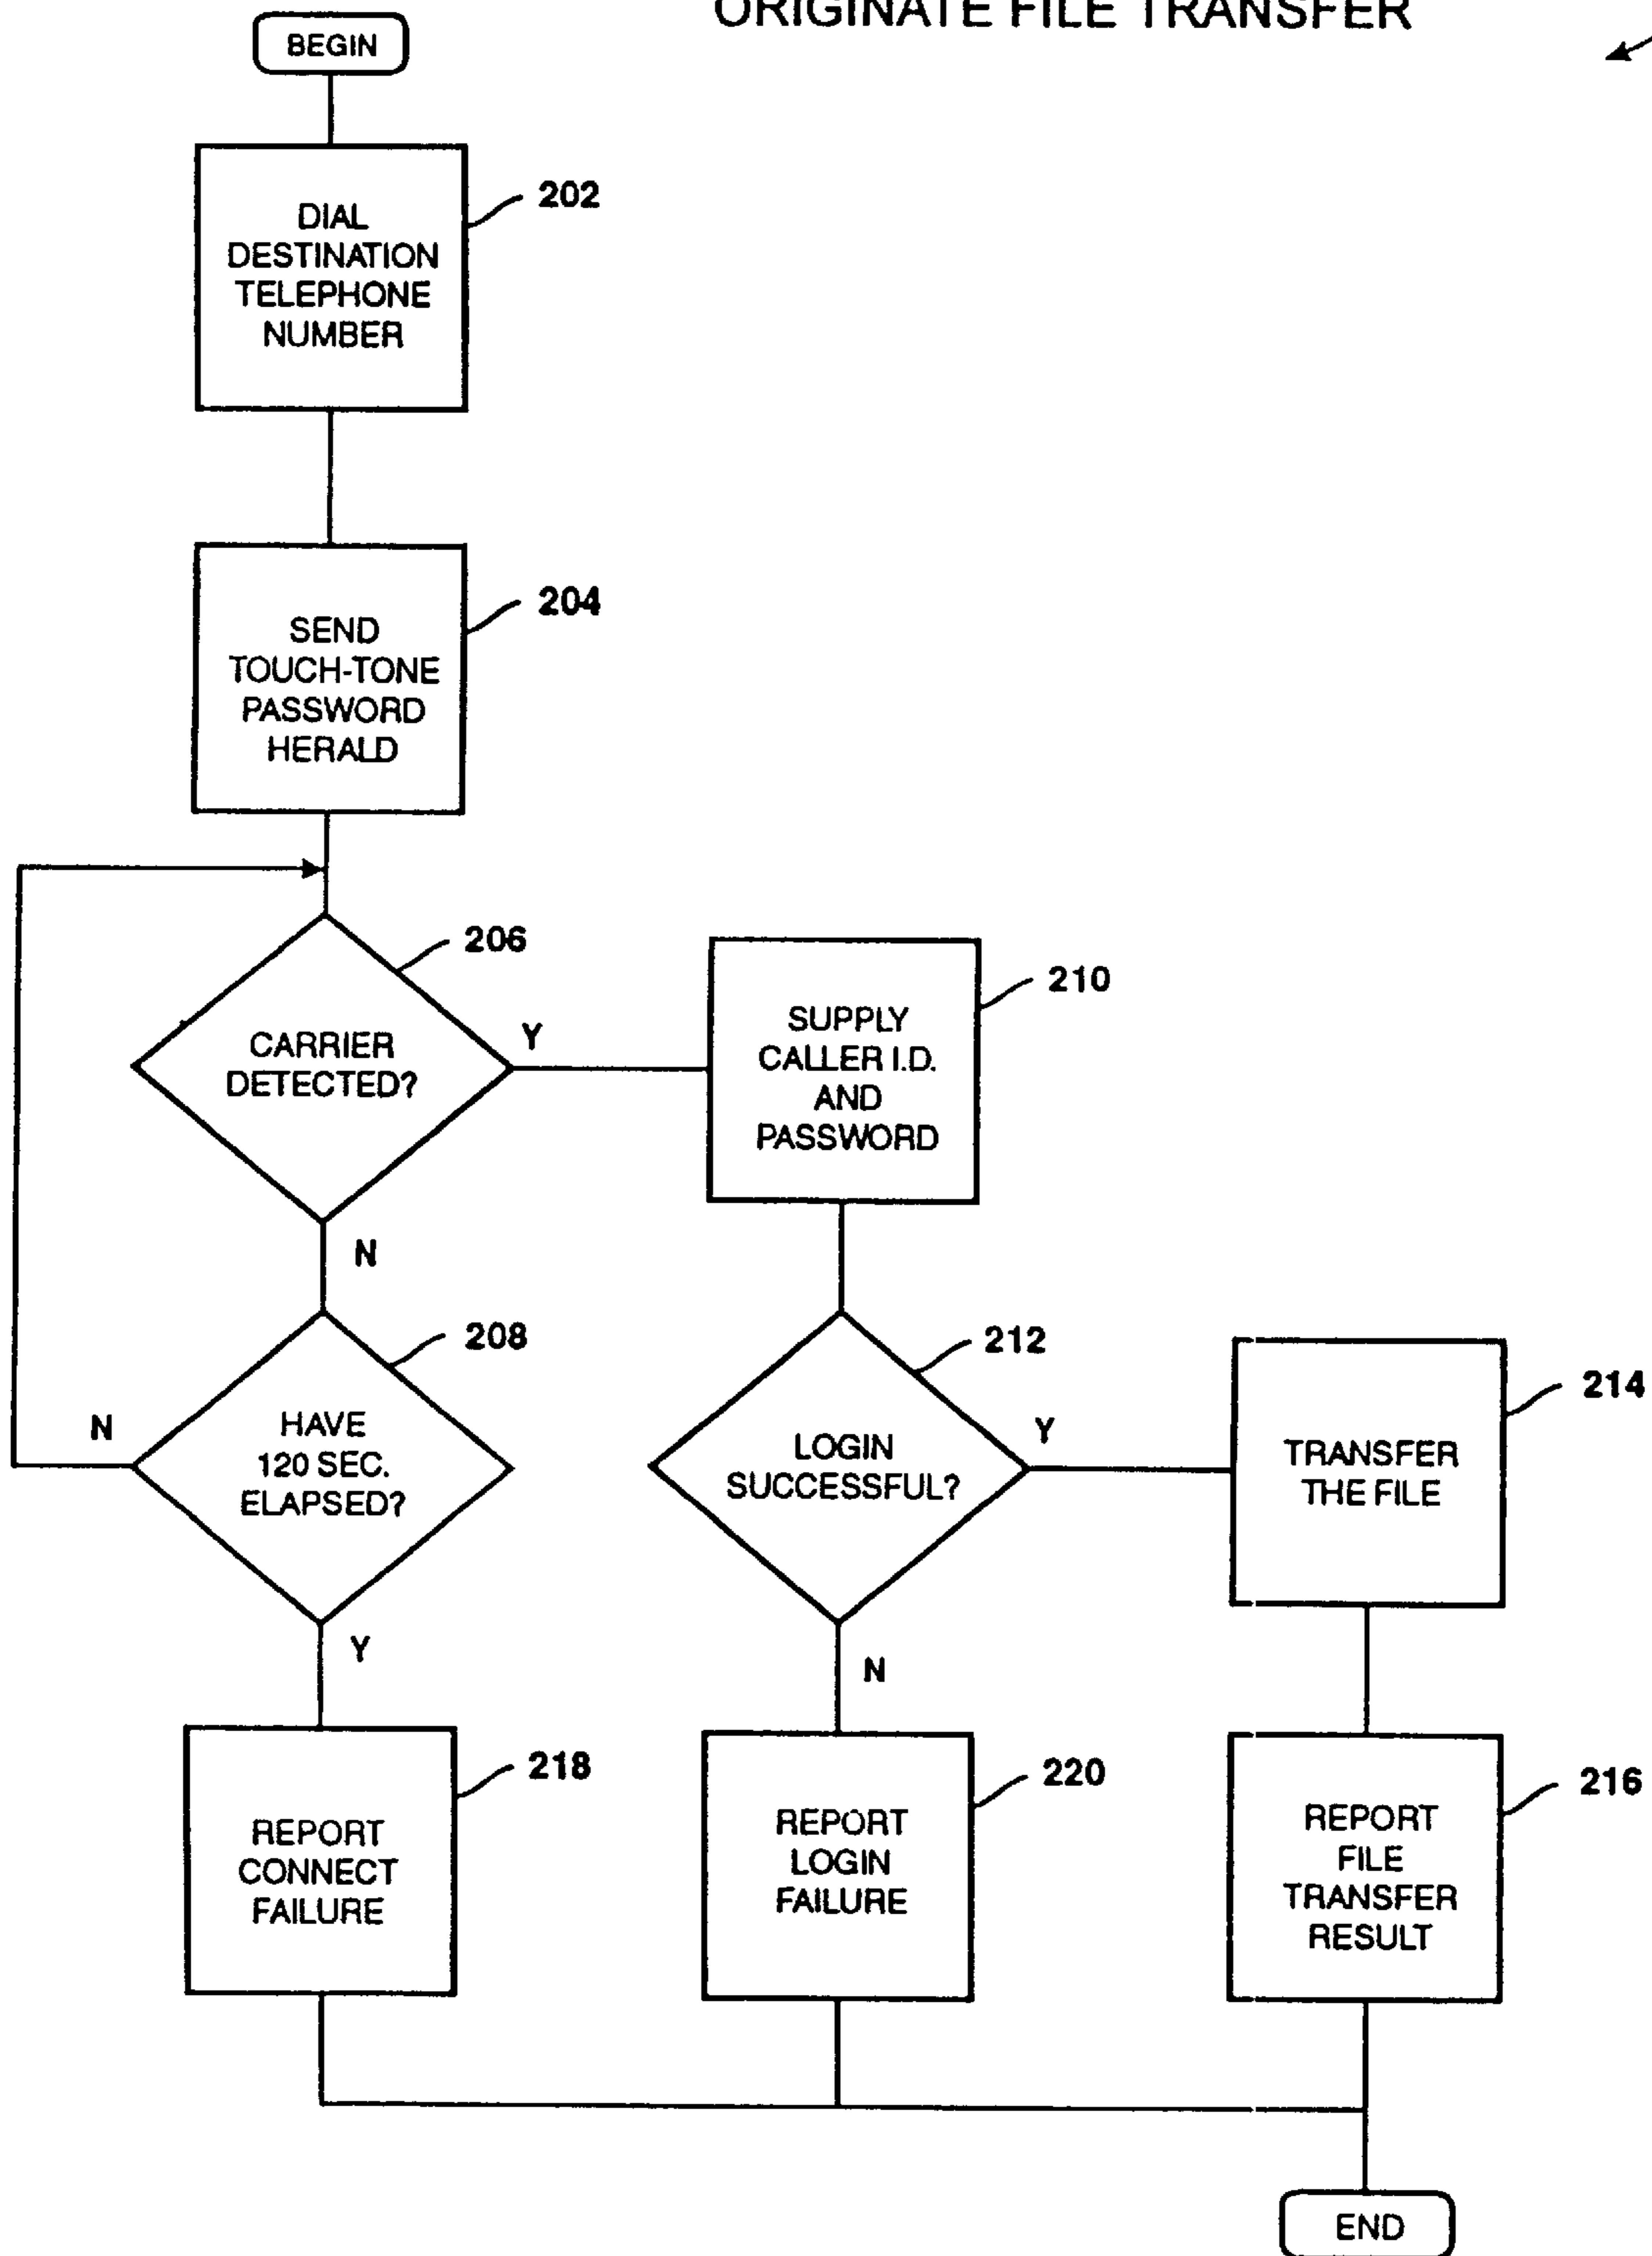 ORIGINATE FILE TRANSFER
BEGIN
202
DIAL
DESTINATION
TELEPHONE
NUMBER
204
SEND
TOUCH-TONE
PASSWORD
HERALD
206
CARRIER
DETECTED?
Y
N
210
SUPPLY
CALLER I.D.
AND
PASSWORD
208
HAVE
120 SEC.
ELAPSED?
N
Y
212
LOGIN
SUCCESSFUL?
Y
N
214
TRANSFER
THE FILE
218
REPORT
CONNECT
FAILURE
220
REPORT
LOGIN
FAILURE
216
REPORT
FILE
TRANSFER
RESULT
END